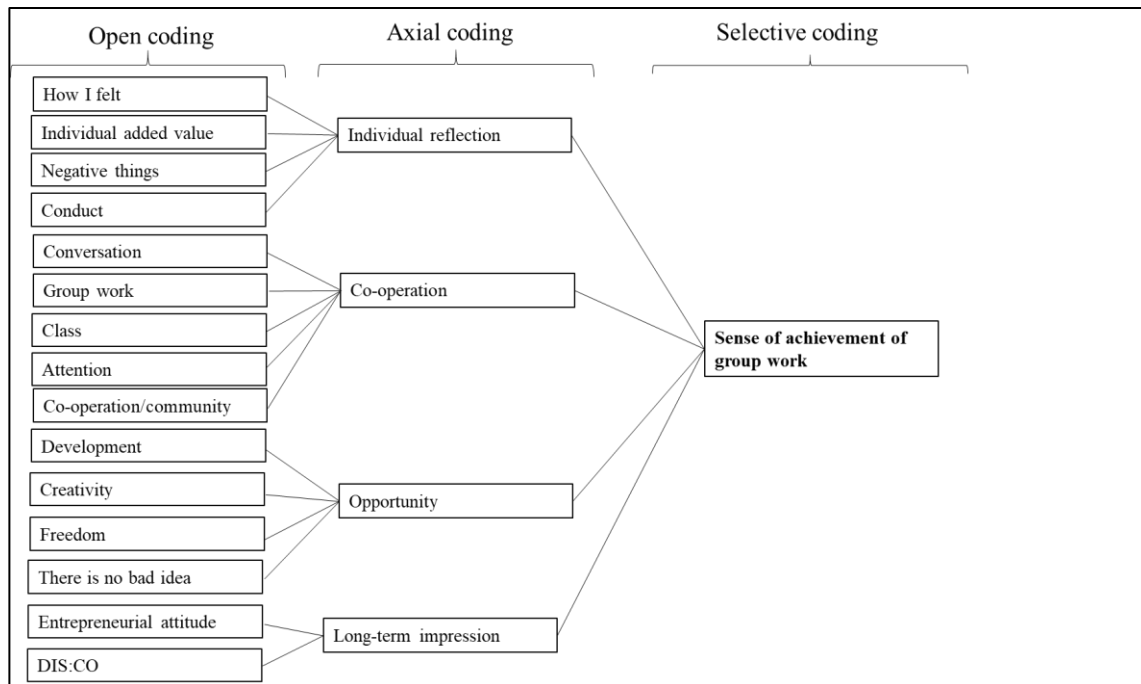 Open coding
Axial coding
Selective coding
How I felt
Individual added value
Negative things
Conduct
Conversation
Group work
Class
Attention
Co-operation/community
Development
Creativity
Freedom
There is no bad idea
Entrepreneurial attitude
DIS:CO
Individual reflection
Co-operation
Opportunity
Long-term impression
Sense of achievement of
group work